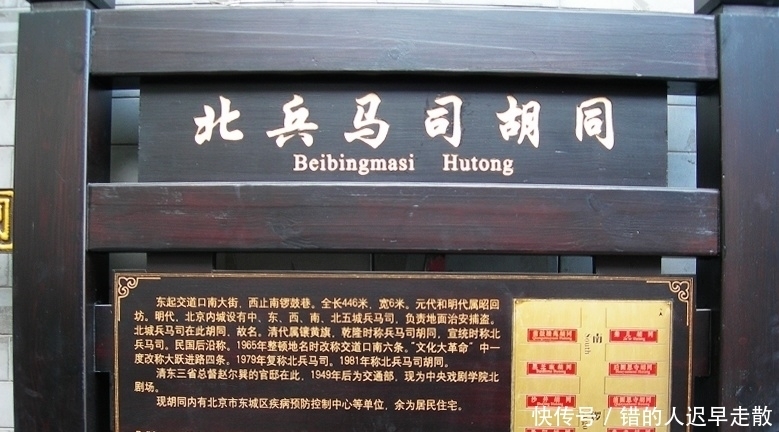 北兵马司胡同
Beibingmasi Hutong
东起交道口南大街，西止南锣鼓巷。全长446米，宽6米。元代和明代属昭回
坊。明代，北京内城设有中、东、西、南、北五城兵马司，负责地面治安捕盗。
北城兵马司在此胡同，故名。清代属镶黄旗，乾隆时称兵马司胡同，宣统时称北
兵马司。民国后沿称。1965年整顿地名时改称交道口南六条。“文化大革命”中一
度改称大跃进路四条。1979年复称北兵马司，1981年称北兵马司胡同。
清东三省总督赵尔巽的官邸在此，1949年后为交通部，现为中央戏剧学院北
剧场。
现胡同内有北京市东城区疾病预防控制中心等单位，余为居民住宅。
南
South
快传号/错的人迟早走散